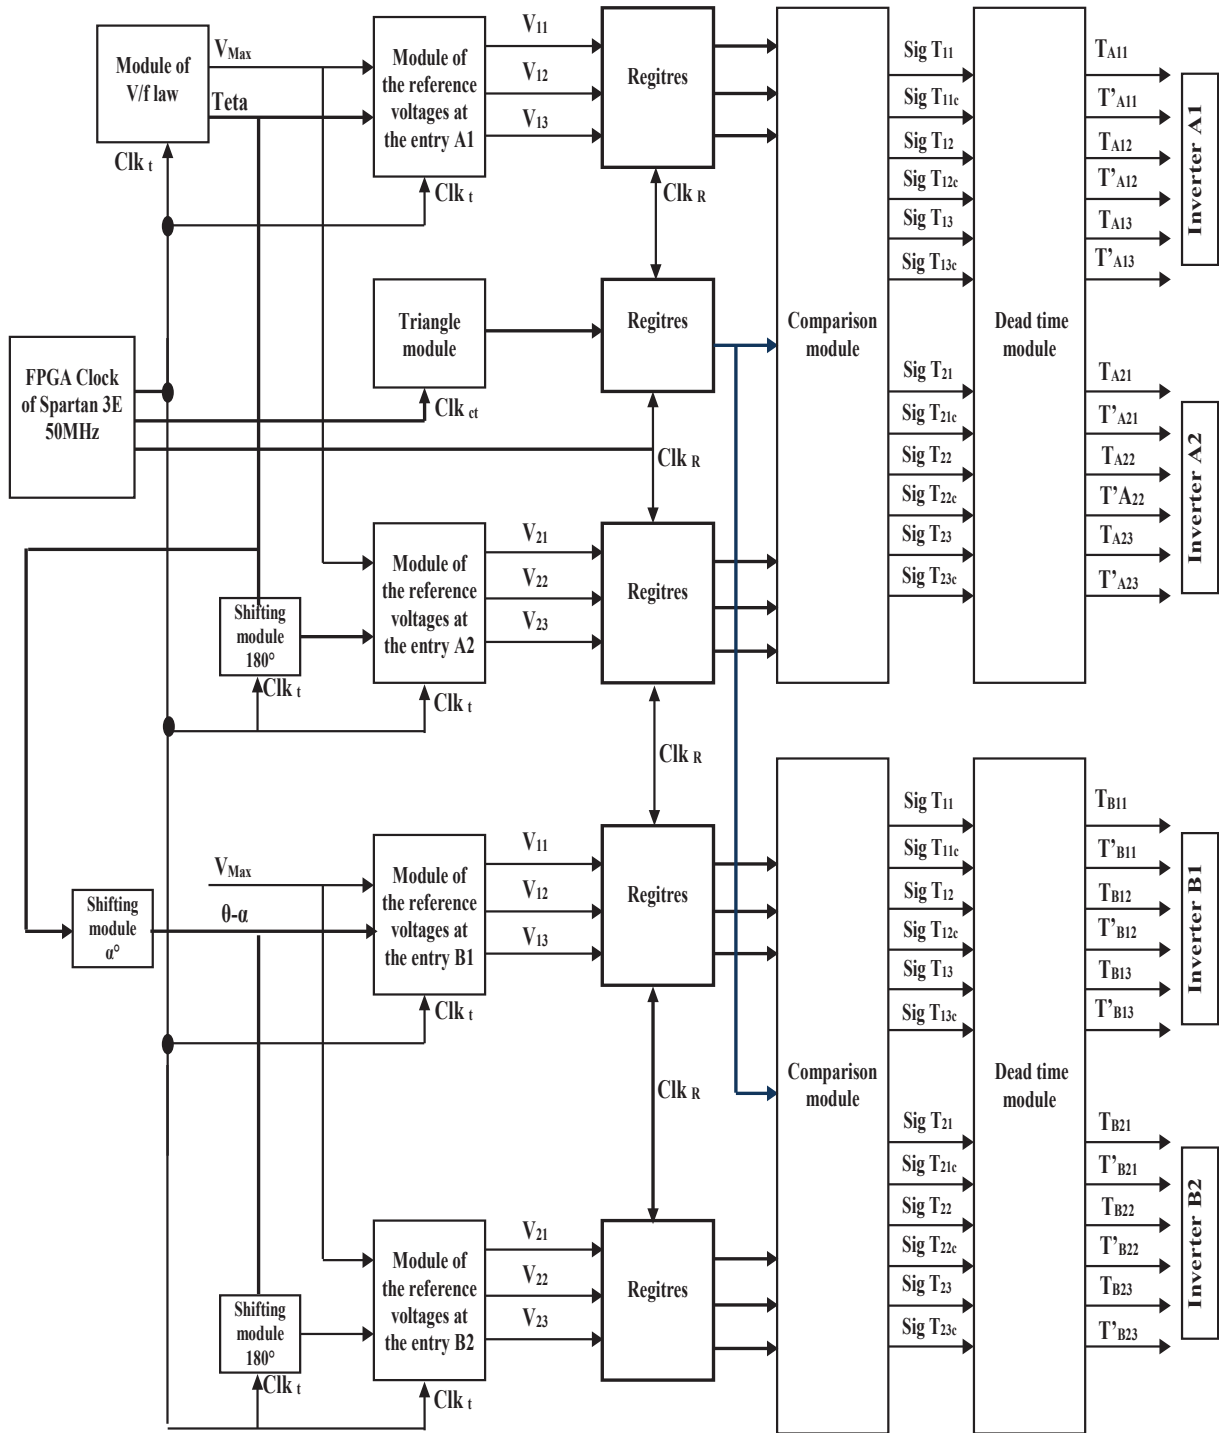 Module of
V/f law
V Max
Teta
Clk t
Module of
the reference
voltages at
the entry A1
Clk t
V11
V12
V13
Regitres
Clk R
Sig T11
Sig T11c
Sig T12
Sig T12c
Sig T13
Sig T13c
TA11
T'A11
TA12
T'A12
TA13
T'A13
Inverter A1
FPGA Clock
of Spartan 3E
50MHz
Triangle
module
Clk ct
Regitres
Clk R
Comparison
module
Dead time
module
Sig T21
Sig T21c
Sig T22
Sig T22c
Sig T23
Sig T23c
TA21
T'A21
TA22
T'A22
TA23
T'A23
Inverter A2
Shifting
module
180°
Clk t
Module of
the reference
voltages at
the entry A2
Clk t
V21
V22
V23
Regitres
Clk R
Shifting
module
α°
VMax
θ-α
Module of
the reference
voltages at
the entry B1
Clk t
V11
V12
V13
Regitres
Clk R
Comparison
module
Dead time
module
Sig T11
Sig T11c
Sig T12
Sig T12c
Sig T13
Sig T13c
TB11
T'B11
TB12
T'B12
TB13
T'B13
Inverter B1
Shifting
module
180°
Clk t
Module of
the reference
voltages at
the entry B2
Clk t
V21
V22
V23
Regitres
Sig T21
Sig T21c
Sig T22
Sig T22c
Sig T23
Sig T23c
TB21
T'B21
TB22
T'B22
TB23
T'B23
Inverter B2